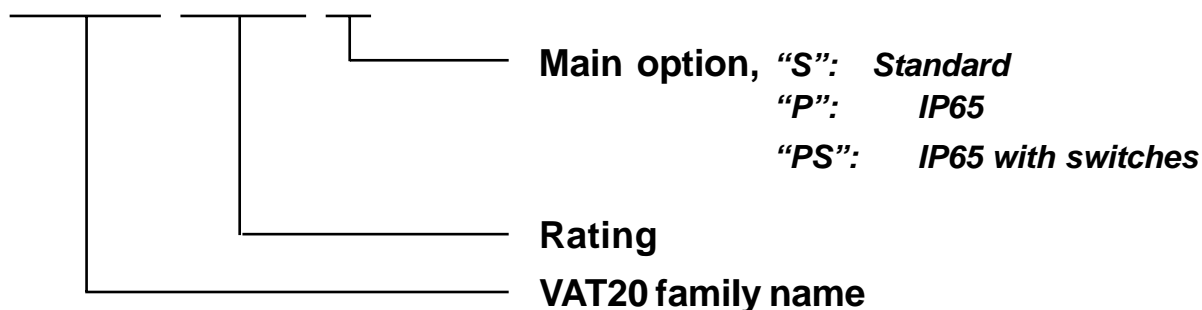 Main option, “S”: Standard
“P”: IP65
“PS”: IP65 with switches
Rating
VAT20 family name